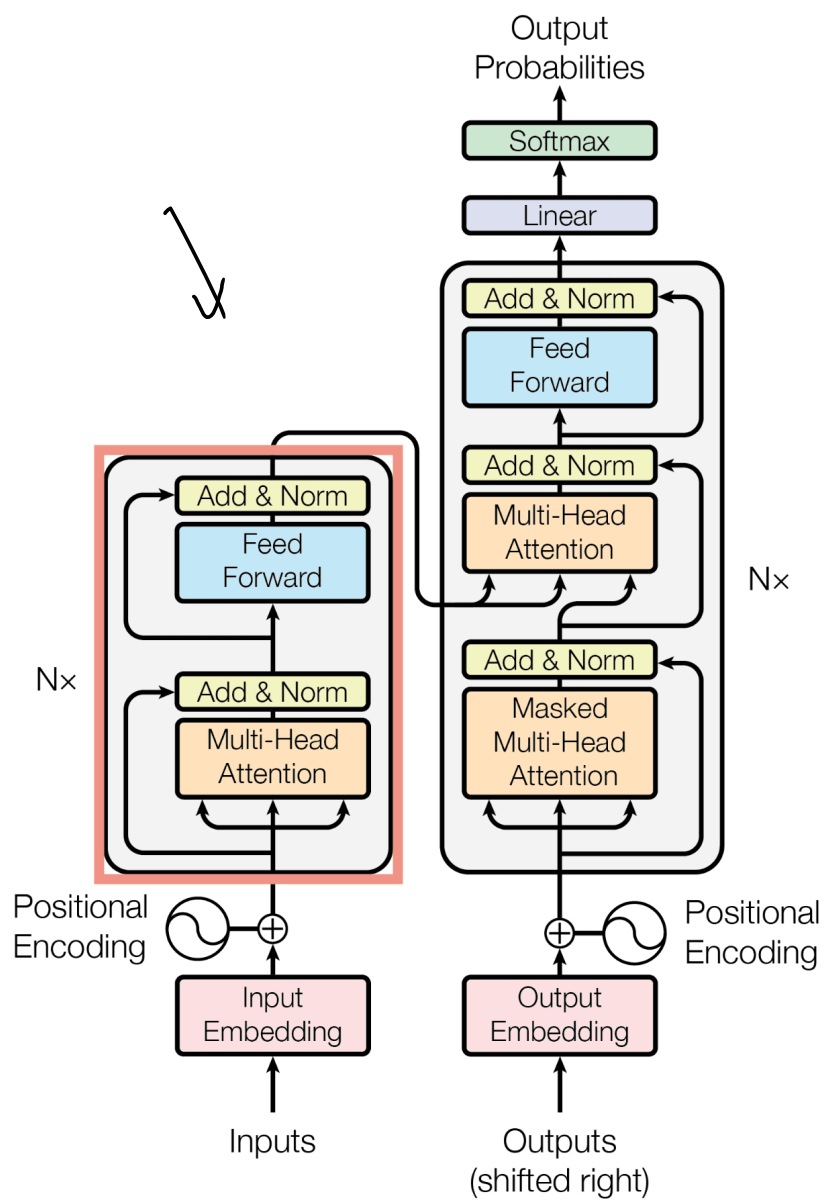 Output
Probabilities
Softmax
Linear
Add & Norm
Feed
Forward
Add & Norm
Multi-Head
Attention
Add & Norm
Masked
Multi-Head
Attention
N×
Add & Norm
Feed
Forward
Add & Norm
Multi-Head
Attention
N×
Positional
Encoding
Positional
Encoding
Input
Embedding
Output
Embedding
Inputs
Outputs
(shifted right)